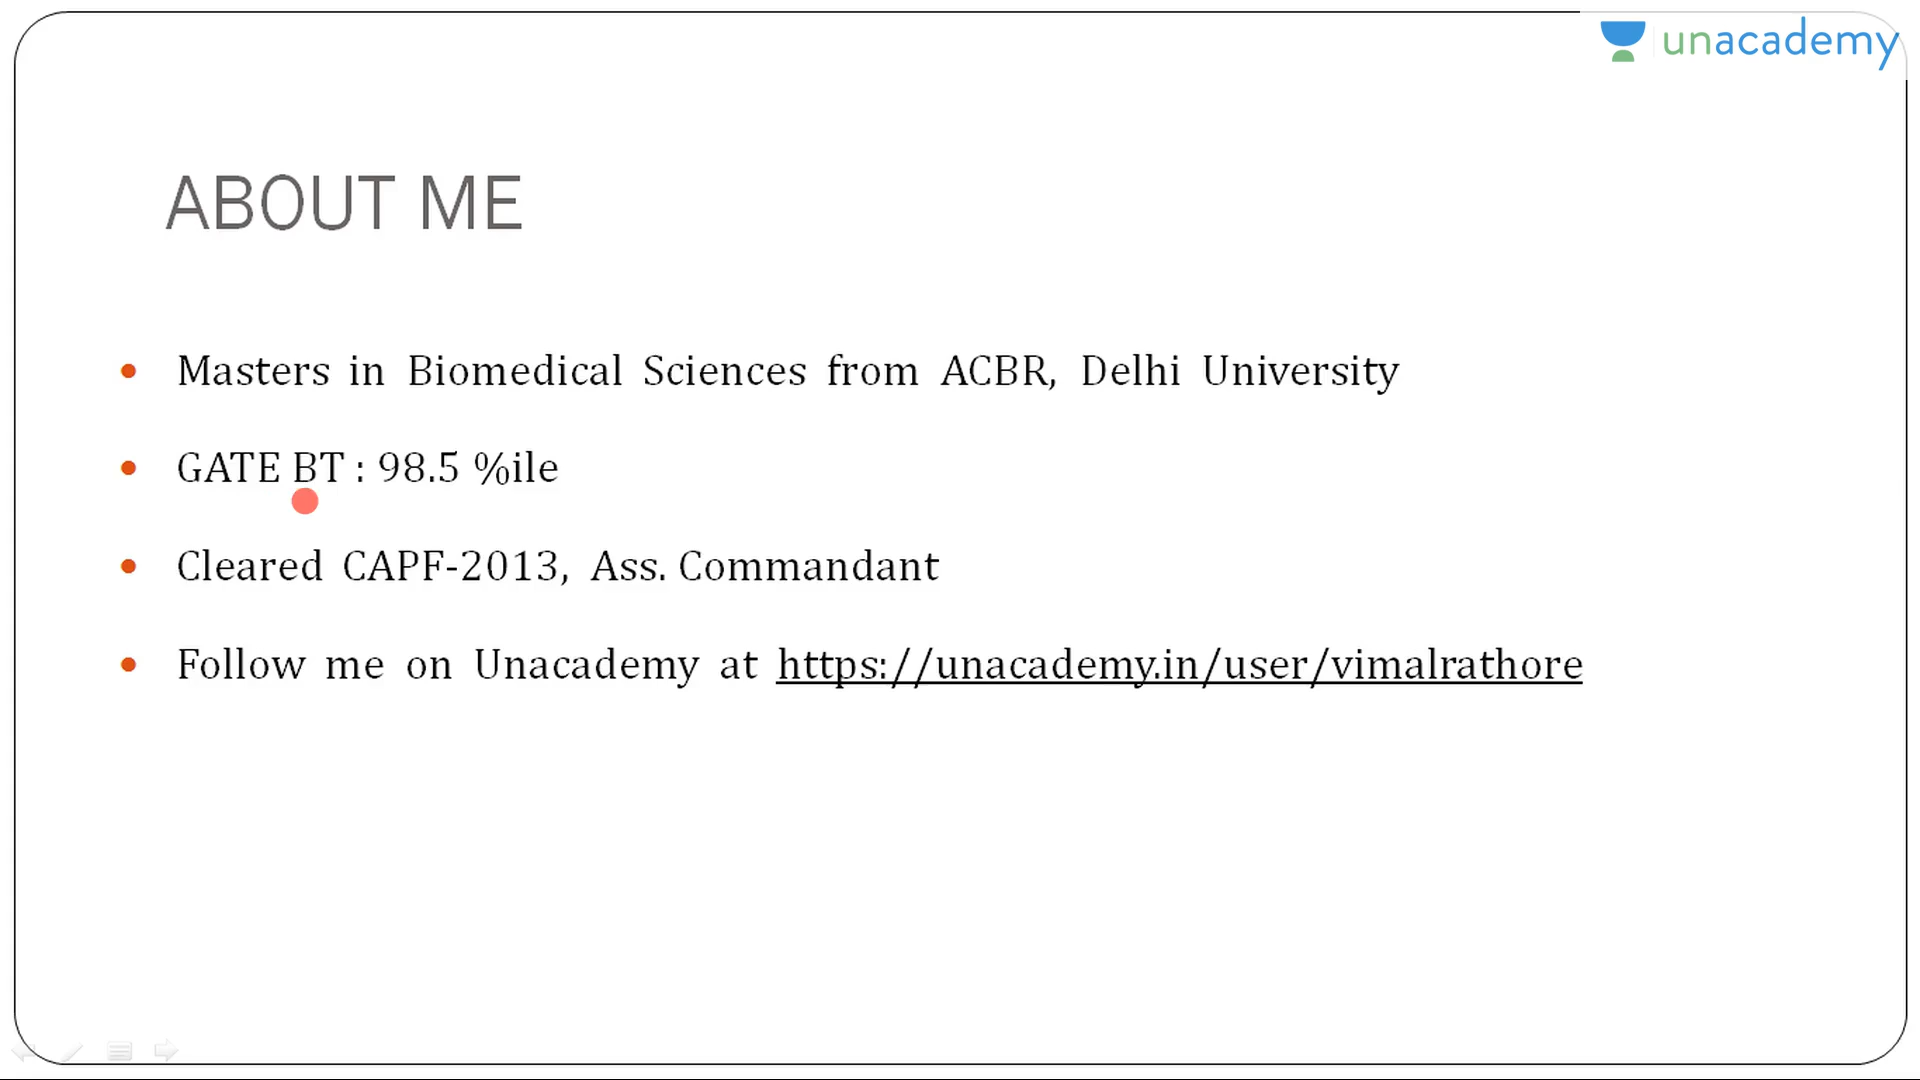 unacademy
ABOUT ME
• Masters in Biomedical Sciences from ACBR, Delhi University
• GATE BT : 98.5 %ile
• Cleared CAPF-2013, Ass. Commandant
• Follow me on Unacademy at https://unacademy.in/user/vimalrathore